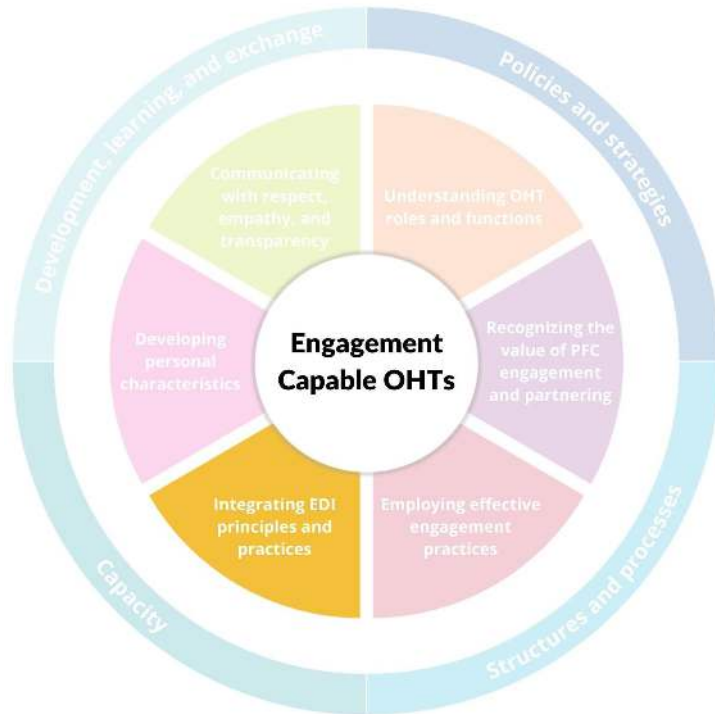 Development, learning, and exchange
Policies and strategies
Communicating
with respect,
empathy, and
transparency
Understanding OHT
roles and functions
Developing
personal
characteristics
Engagement
Capable OHTs
Recognizing the
value of PFC
engagement
and partnering
Integrating EDI
principles and
practices
Employing effective
engagement
practices
Capacity
Structures and processes